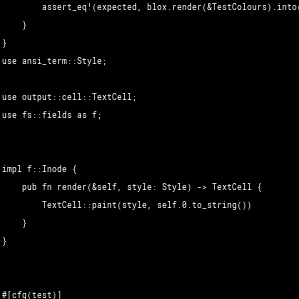 assert_eq!(expected, blox.render(&TestColours).into(
    }
}
use ansi_term::Style;
use output::cell::TextCell;
use fs::fields as f;
impl f::Inode {
    pub fn render(&self, style: Style) -> TextCell {
        TextCell::paint(style, self.0.to_string())
    }
}
#[cfg(test)]